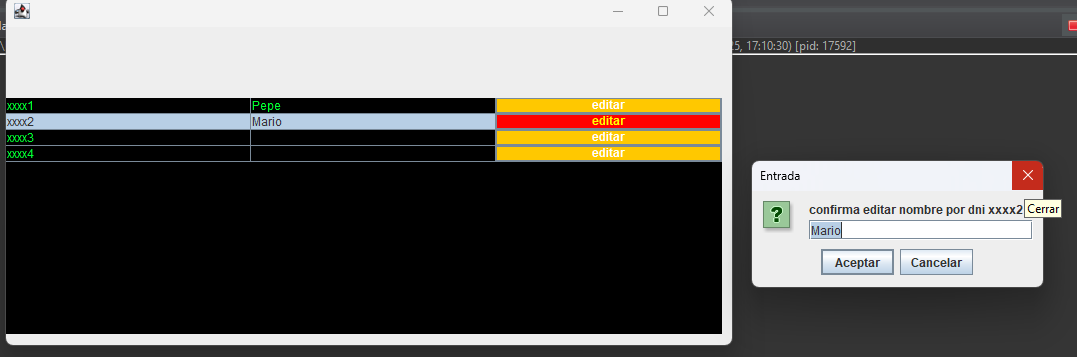 25, 17:10:30) [pid: 17592]
xxxx1 Pepe editar
xxxx2 Mario editar
xxxx3 editar
xxxx4 editar
Entrada
confirma editar nombre por dni xxxx2
Cerrar
Mario
Aceptar Cancelar